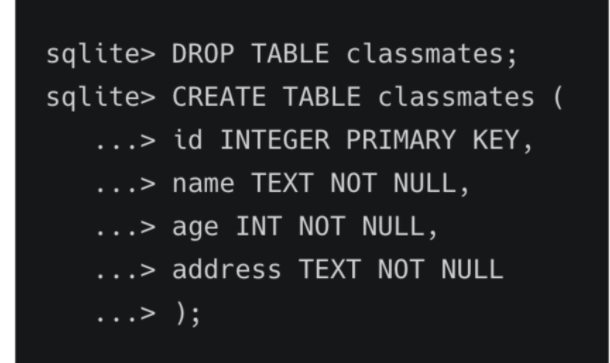 sqlite> DROP TABLE classmates;
sqlite> CREATE TABLE classmates (
...> id INTEGER PRIMARY KEY,
...> name TEXT NOT NULL,
...> age INT NOT NULL,
...> address TEXT NOT NULL
...> );